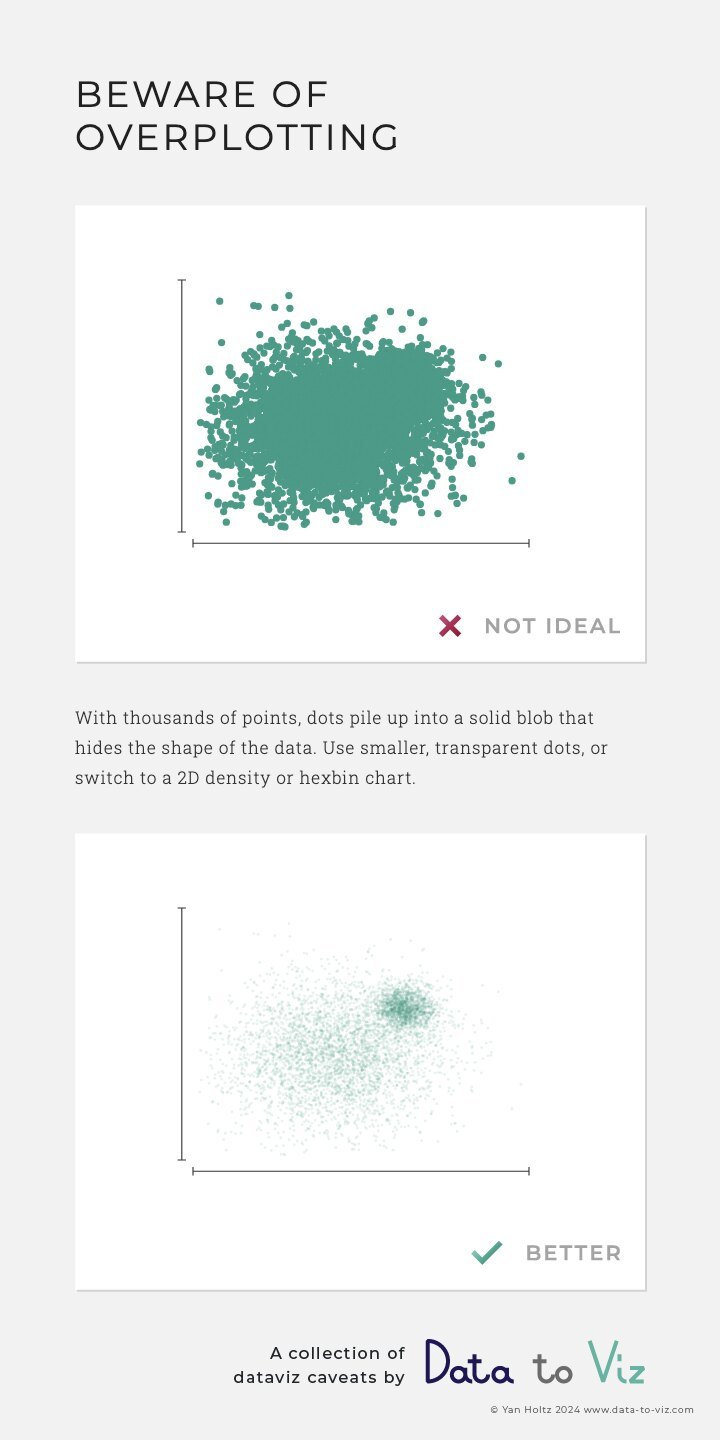 BEWARE OF
OVERPLOTTING
NOT IDEAL
With thousands of points, dots pile up into a solid blob that
hides the shape of the data. Use smaller, transparent dots, or
switch to a 2D density or hexbin chart.
BETTER
A collection of
dataviz caveats by
Data to Viz
© Yan Holtz 2024 www.data-to-viz.com